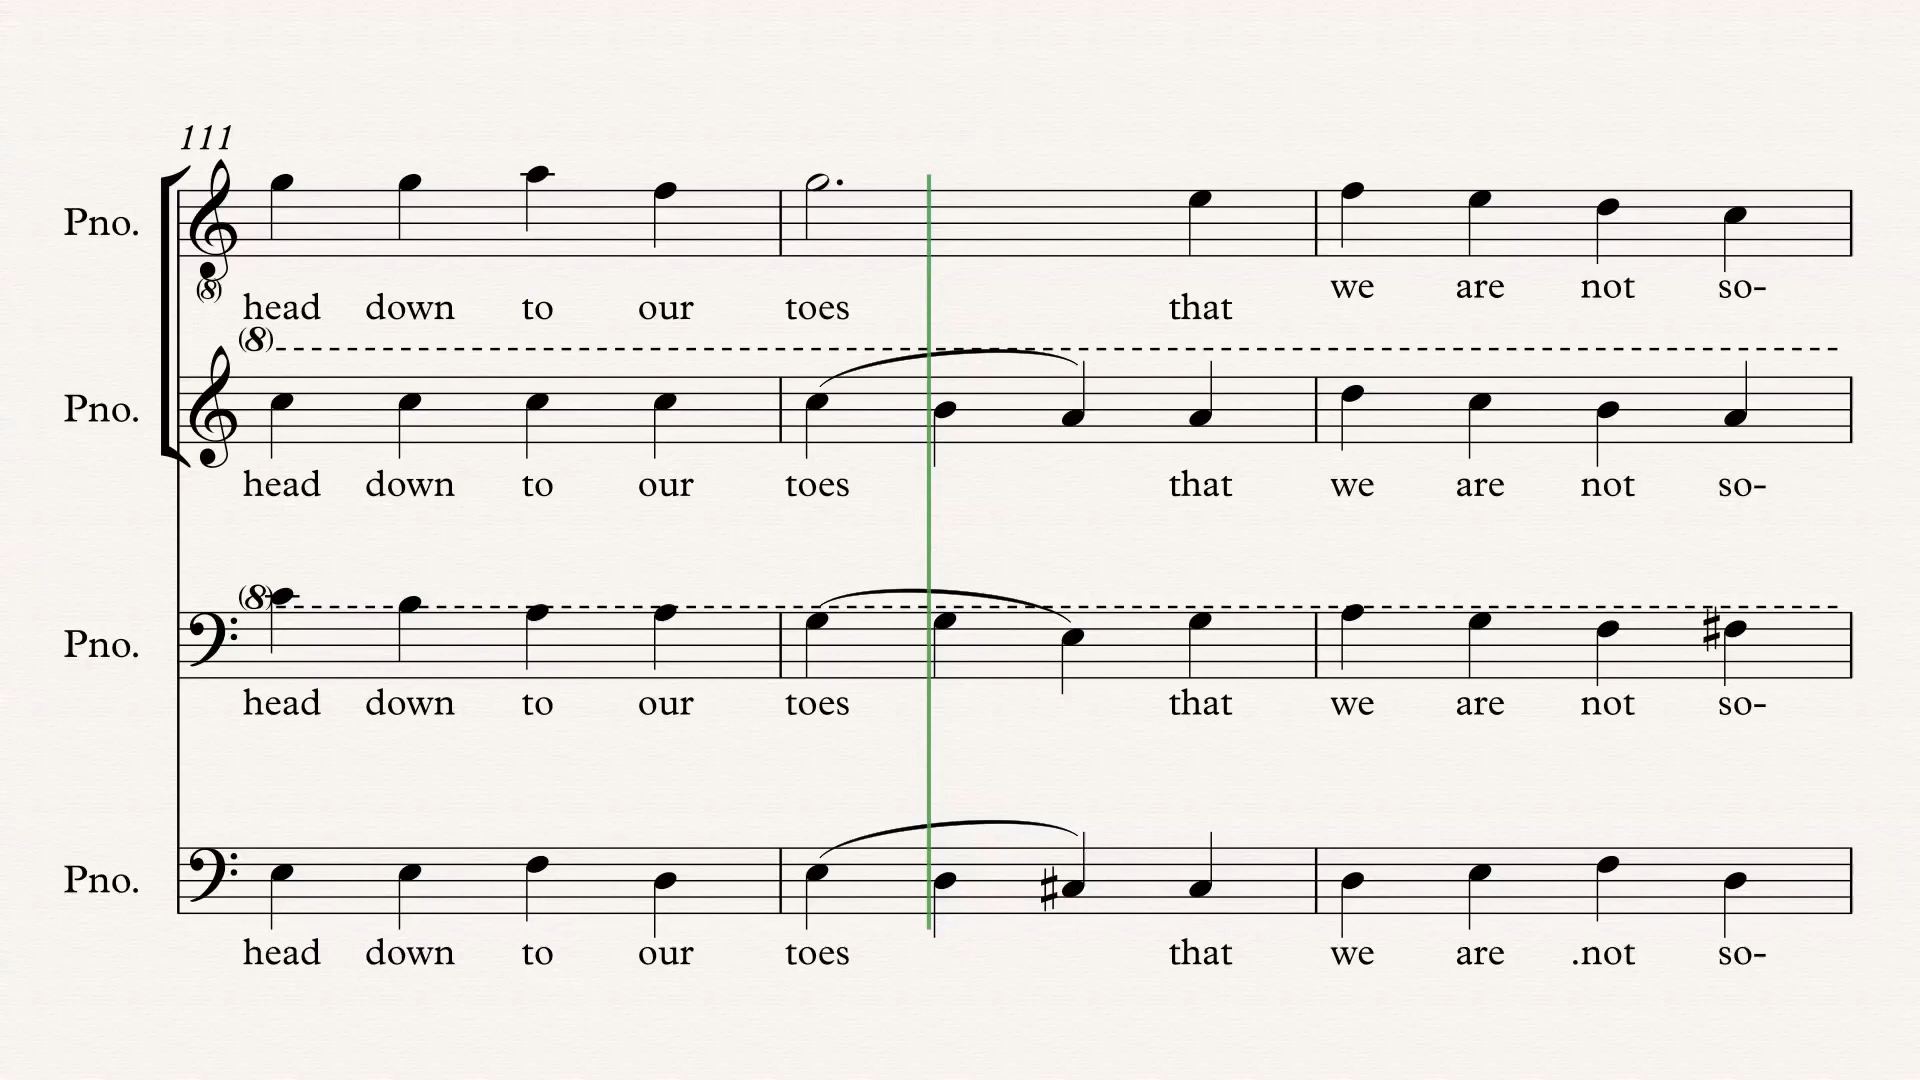 111
Pno.
(8)
head down to our toes that we are not so-
(8)
Pno.
head down to our toes that we are not so-
(8)
Pno.
head down to our toes that we are not so-
Pno.
head down to our toes that we are .not so-